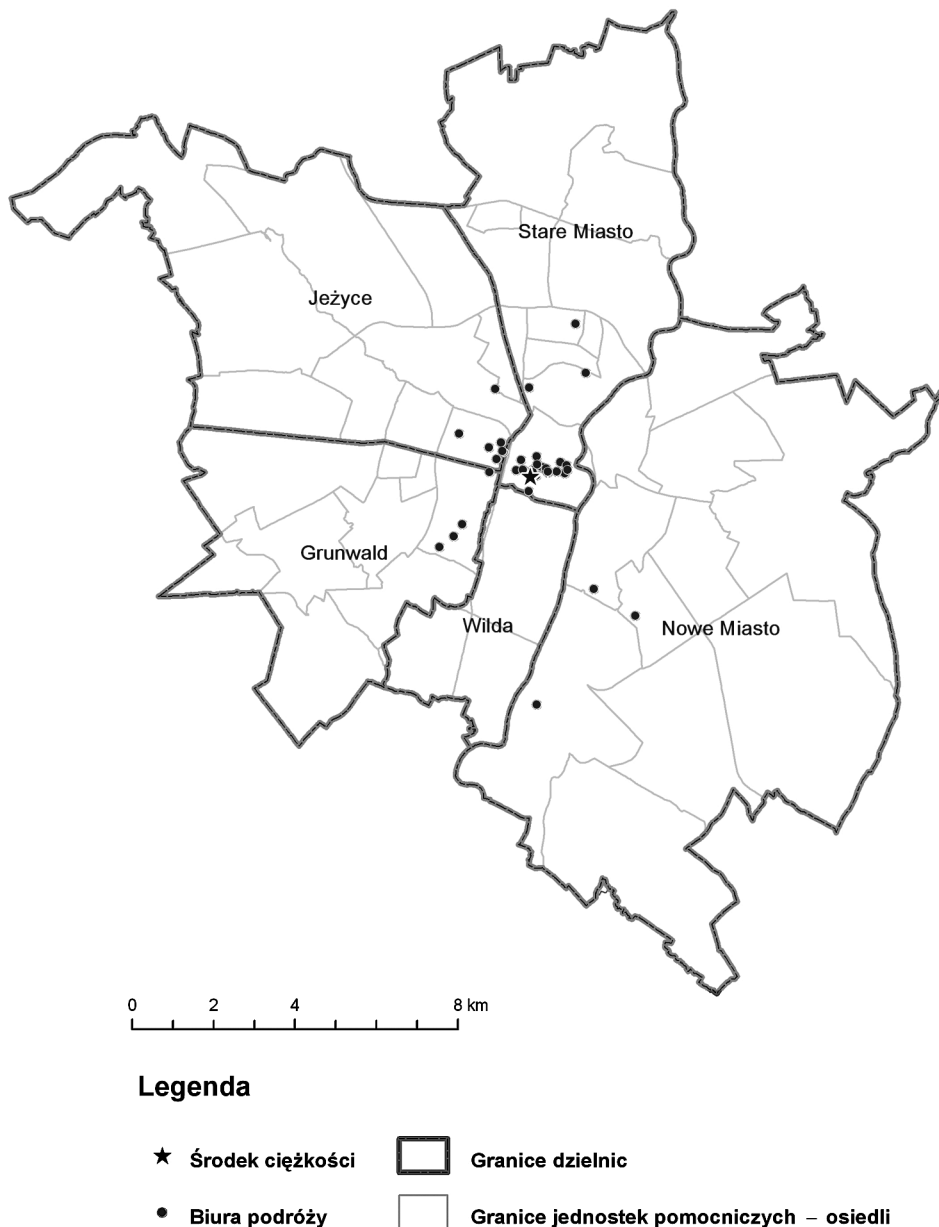 Stare Miasto
Jeżyce
Grunwald
Wilda
Nowe Miasto
0 2 4 8 km
Legenda
Środek ciężkości Granice dzielnic
Biura podróży Granice jednostek pomocniczych – osiedli